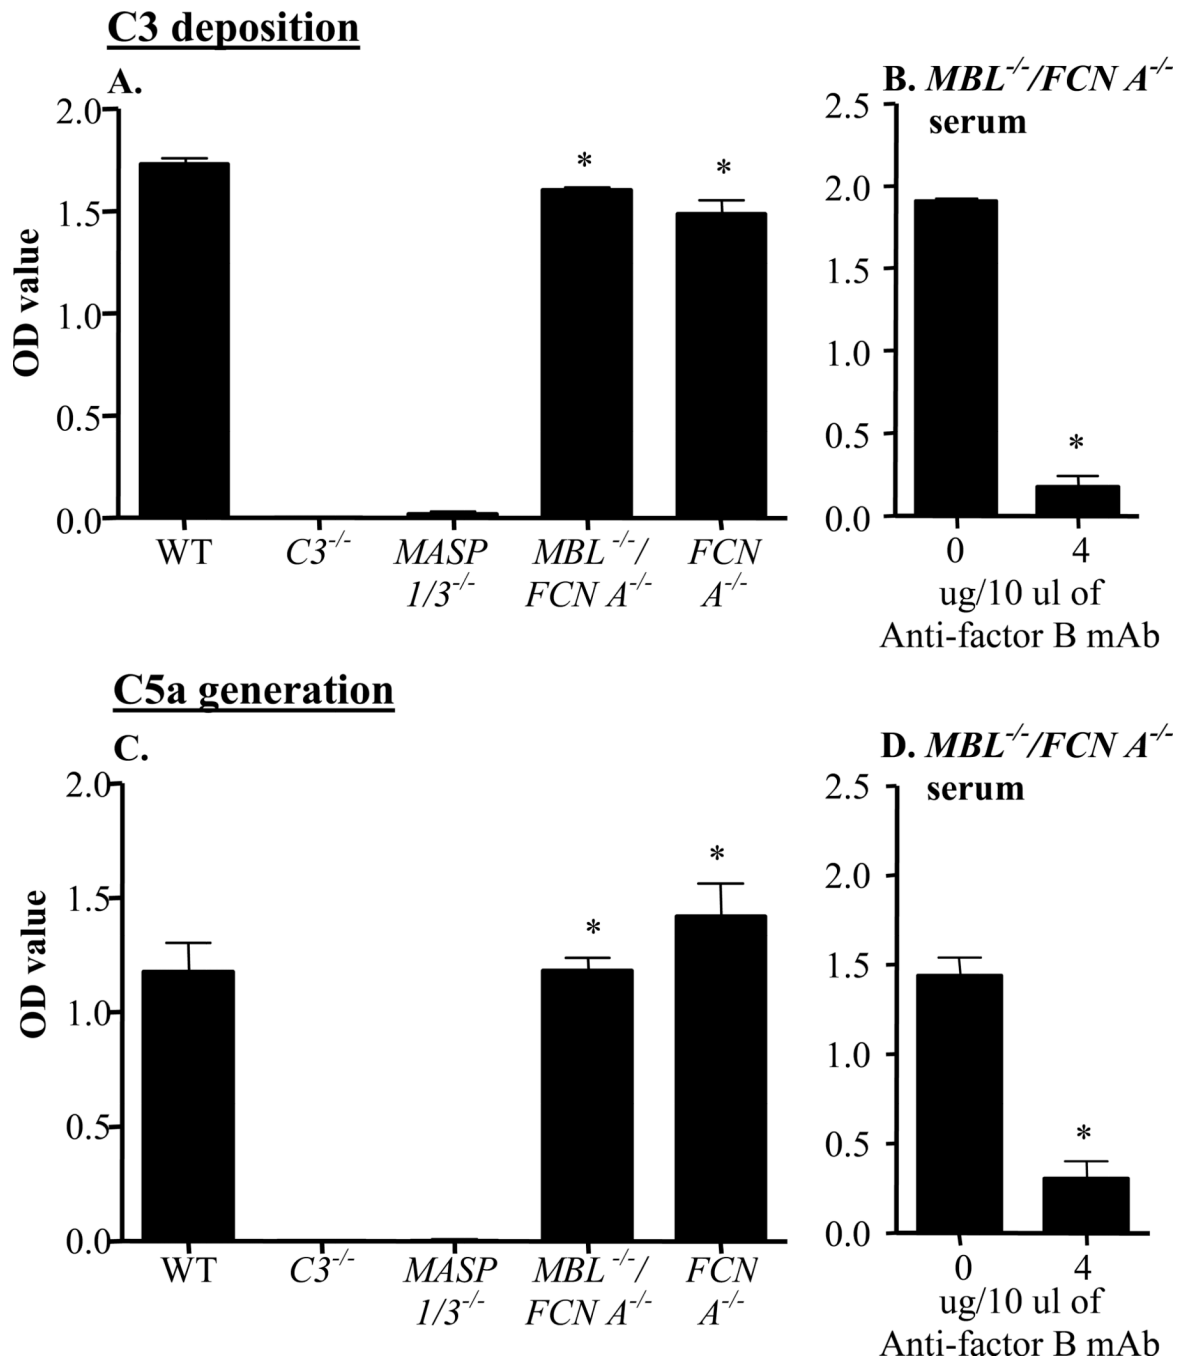 C3 deposition
A.
2.0
1.5
1.0
0.5
0.0
OD value
WT
C3-/-
MASP
1/3-/-
MBL-/-/
FCN A-/-
FCN
A-/-
*
*
B. MBL-/-/FCN A-/-
serum
2.5
2.0
1.5
1.0
0.5
0.0
*
0 4
ug/10 ul of
Anti-factor B mAb
C5a generation
C.
2.0
1.5
1.0
0.5
0.0
OD value
WT
C3-/-
MASP
1/3-/-
MBL-/-/
FCN A-/-
FCN
A-/-
*
*
D. MBL-/-/FCN A-/-
serum
2.5
2.0
1.5
1.0
0.5
0.0
*
0 4
ug/10 ul of
Anti-factor B mAb